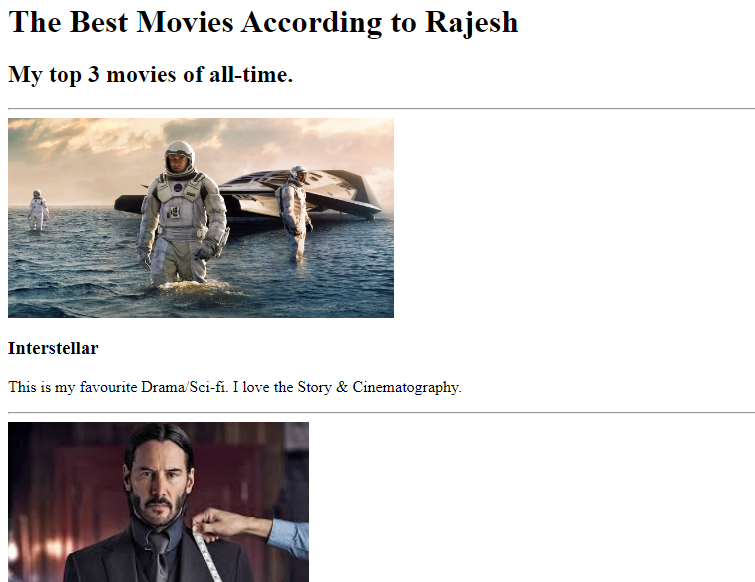 The Best Movies According to Rajesh
My top 3 movies of all-time.
Interstellar
This is my favourite Drama/Sci-fi. I love the Story & Cinematography.